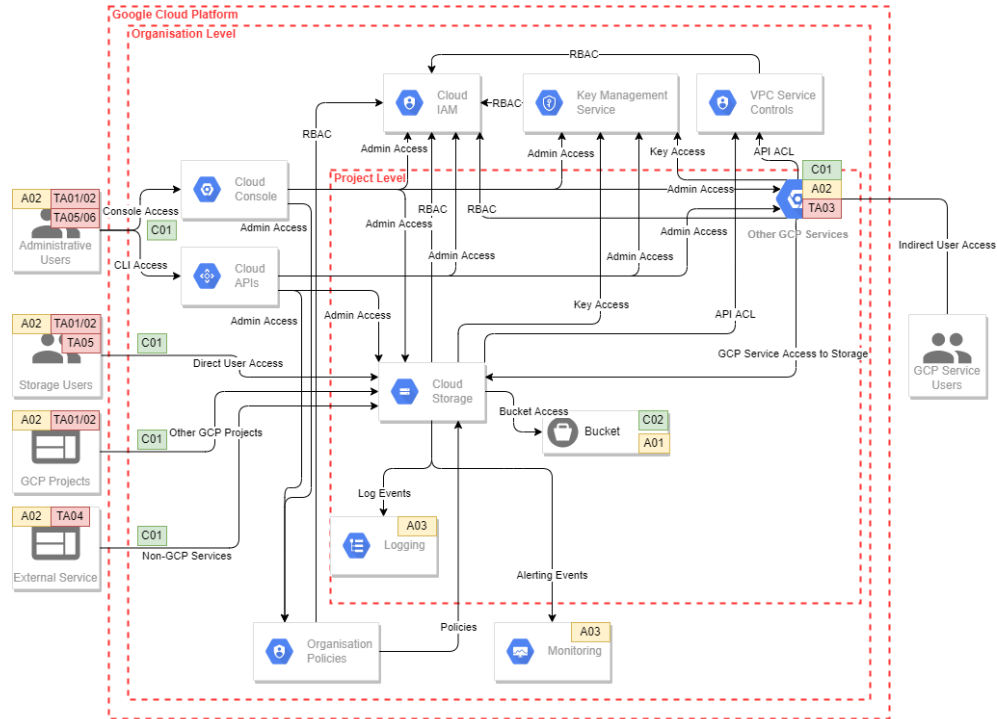 Google Cloud Platform
Organisation Level
RBAC
Cloud
IAM
RBAC
Key Management
Service
VPC Service
Controls
RBAC
Admin Access
Admin Access
Key Access
API ACL
Project Level
C01
A02
TA03
Other GCP Services
A02
TA01/02
TA05/06
Administrative
Users
Console Access
C01
CLI Access
Cloud
Console
Admin Access
Cloud
APIs
Admin Access
Admin Access
RBAC
RBAC
Admin Access
Admin Access
Admin Access
Admin Access
Indirect User Access
GCP Service
Users
Admin Access
Key Access
API ACL
GCP Service Access to Storage
A02
TA01/02
TA05
Storage Users
C01
Direct User Access
Cloud
Storage
Bucket Access
Bucket
C02
A01
A02
TA01/02
GCP Projects
C01
Other GCP Projects
A02
TA04
External Service
C01
Non-GCP Services
Log Events
A03
Logging
Alerting Events
Policies
Organisation
Policies
A03
Monitoring